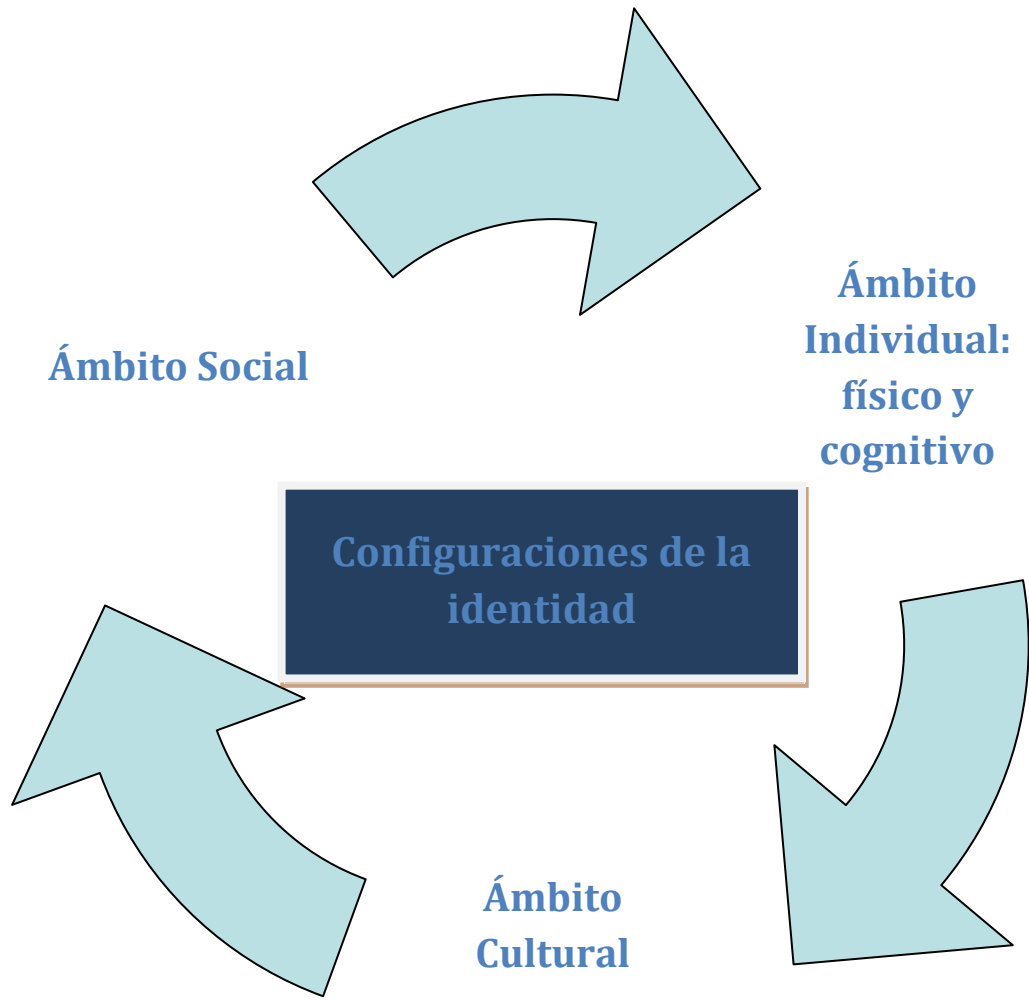 Ámbito Social
Ámbito
Individual:
físico y
cognitivo
Configuraciones de la
identidad
Ámbito
Cultural